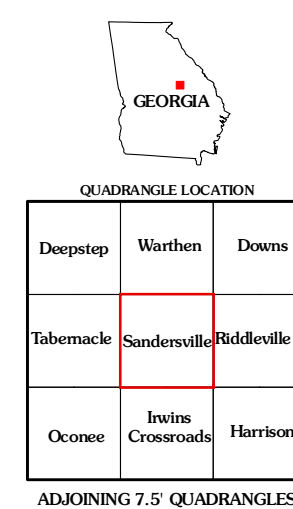 GEORGIA
QUADRANGLE LOCATION
Deepstep Warthen Downs
Tabernacle Sandersville Riddleville
Oconee Irwins Crossroads Harrison
ADJOINING 7.5' QUADRANGLES